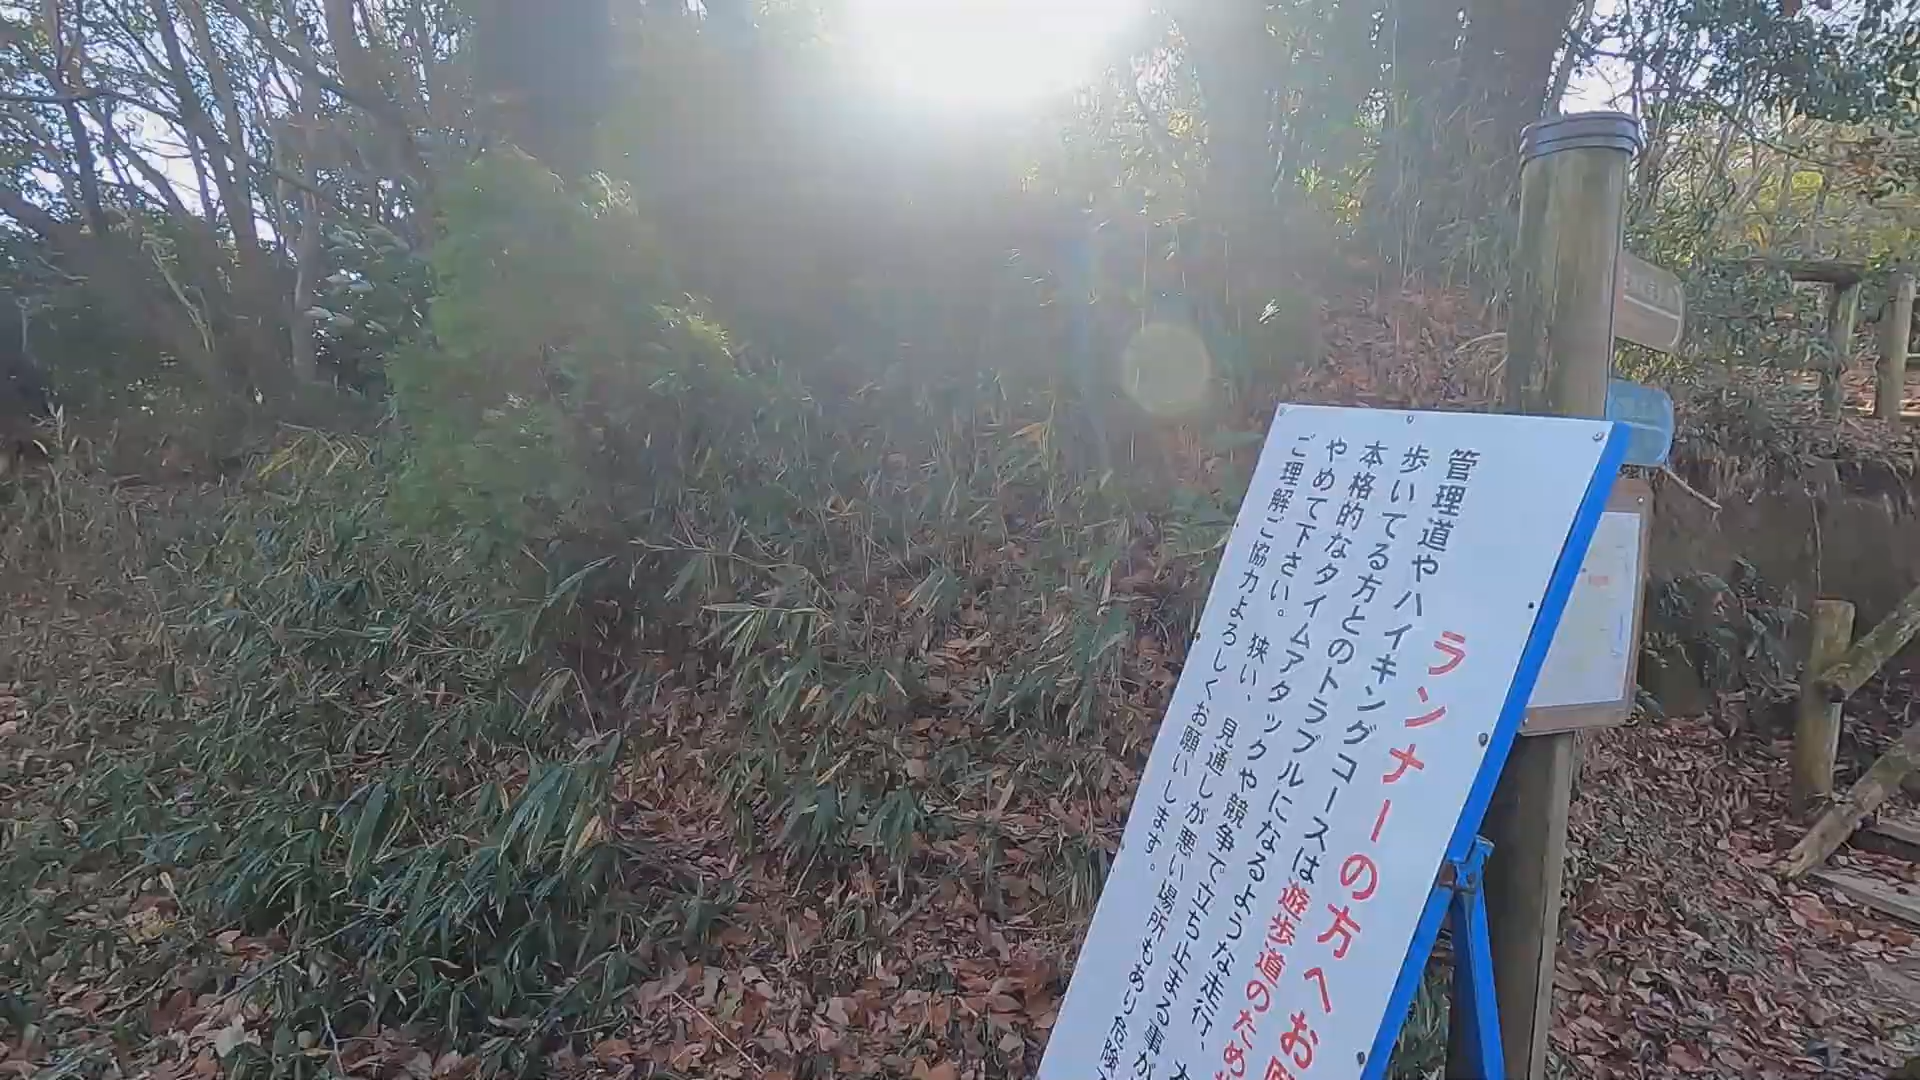 ランナーの方へお願
管理道やハイキングコースは遊歩道のため
歩いてる方とのトラブルになるような走行、
本格的なタイムアタックや競争で立ち止まる事が
やめて下さい。 狭い、見通しが悪い場所もあり危険
ご理解ご協力よろしくお願いします。